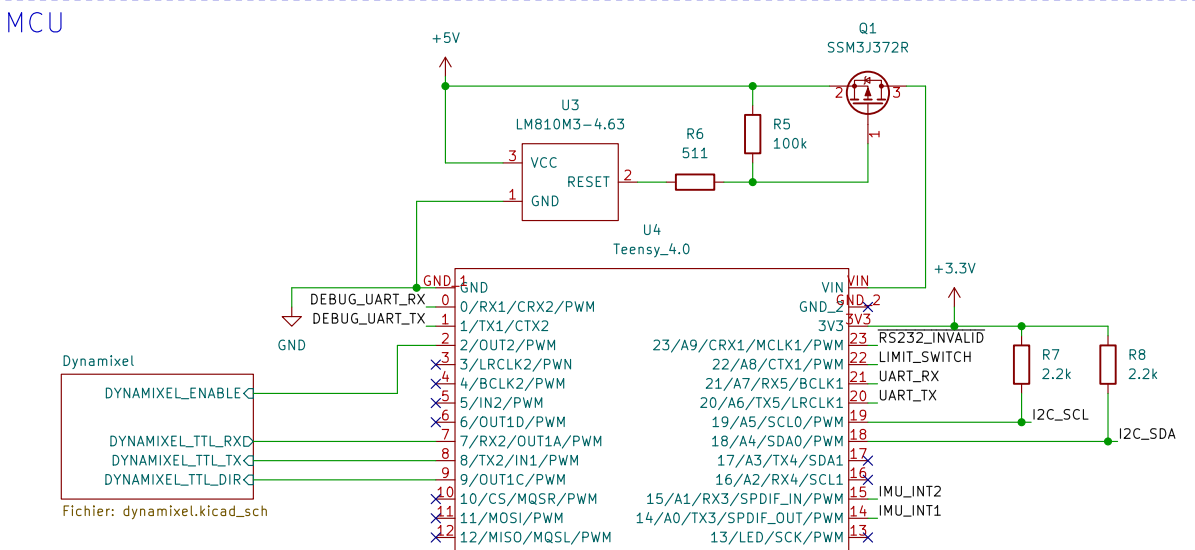 MCU
+5V
Q1
SSM3J372R
2
3
1
U3
LM810M3-4.63
3
VCC
RESET
2
1
GND
R6
511
R5
100k
U4
Teensy_4.0
GND_1
GND
VIN
VIN
GND_2
GND_2
+3.3V
GND
DEBUG_UART_RX
0
0/RX1/CRX2/PWM
DEBUG_UART_TX
1
1/TX1/CTX2
2
2/OUT2/PWM
3
3/LRCLK2/PWN
4
4/BCLK2/PWM
5
5/IN2/PWM
6
6/OUT1D/PWM
7
7/RX2/OUT1A/PWM
8
8/TX2/IN1/PWM
9
9/OUT1C/PWM
10
10/CS/MQSR/PWM
11
11/MOSI/PWM
12
12/MISO/MQSL/PWM
3V3
3V3
23/A9/CRX1/MCLK1/PWM
23
RS232_INVALID
22/A8/CTX1/PWM
22
LIMIT_SWITCH
21/A7/RX5/BCLK1
21
UART_RX
20/A6/TX5/LRCLK1
20
UART_TX
19/A5/SCL0/PWM
19
I2C_SCL
18/A4/SDA0/PWM
18
I2C_SDA
17/A3/TX4/SDA1
17
16/A2/RX4/SCL1
16
15/A1/RX3/SPDIF_IN/PWM
15
IMU_INT2
14/A0/TX3/SPDIF_OUT/PWM
14
IMU_INT1
13/LED/SCK/PWM
13
R7
2.2k
R8
2.2k
Dynamixel
DYNAMIXEL_ENABLE
DYNAMIXEL_TTL_RX
DYNAMIXEL_TTL_TX
DYNAMIXEL_TTL_DIR
Fichier: dynamixel.kicad_sch